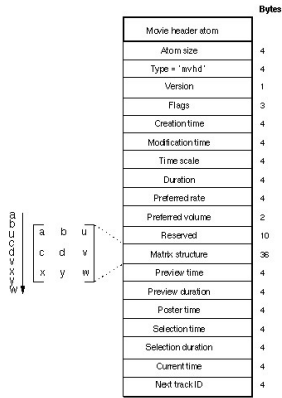 Bytes
Movie header atom
Atom size 4
Type = 'mvhd' 4
Version 1
Flags 3
Creation time 4
Modification time 4
Time scale 4
Duration 4
Preferred rate 4
Preferred volume 2
Reserved 10
Matrix structure 36
Preview time 4
Preview duration 4
Poster time 4
Selection time 4
Selection duration 4
Current time 4
Next track ID 4
a
b
u
c
d
v
x
y
w
a b u
c d v
x y w